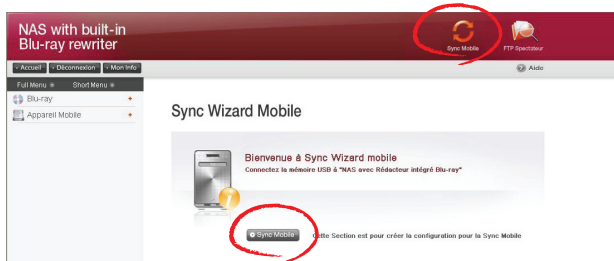 NAS with built-in
Blu-ray rewriter
Sync Mobile
FTP Spectateur
Accueil
Déconnexion
Mon Info
Aide
Full Menu
Short Menu
Blu-ray
Appareil Mobile
Sync Wizard Mobile
Bienvenue à Sync Wizard mobile
Connectez la mémoire USB à "NAS avec Rédacteur intégré Blu-ray"
Sync Mobile
Cette Section est pour créer la configuration pour la Sync Mobile